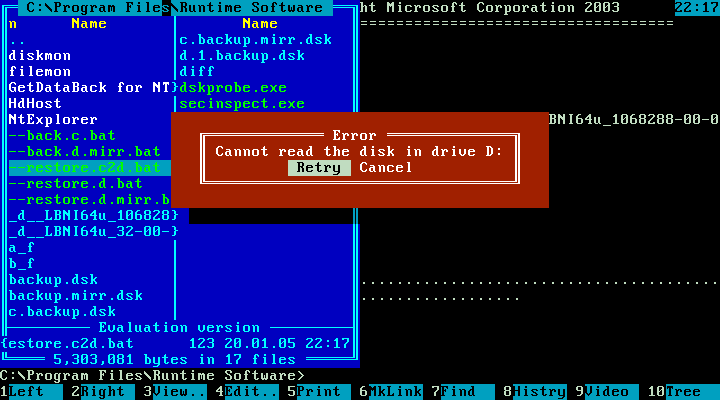 C:\Program Files\Runtime Software ht Microsoft Corporation 2003 22:17
n Name Name ===================================
.. c.backup.mirr.dsk
diskmon d.1.backup.dsk
filemon diff
GetDataBack for NT}dskprobe.exe
HdHost secinspect.exe
NtExplorer BNI64u_1068288-00-0
--back.c.bat Error
--back.d.mirr.bat Cannot read the disk in drive D:
--restore.c2d.bat Retry Cancel
--restore.d.bat
--restore.d.mirr.b
_d__LBNI64u_106828}
_d__LBNI64u_32-00-}
a_f
b_f
backup.dsk ........................................
backup.mirr.dsk ..................
c.backup.dsk
Evaluation version
{estore.c2d.bat 123 20.01.05 22:17
5,303,081 bytes in 17 files
C:\Program Files\Runtime Software>
1Left 2Right 3View.. 4Edit.. 5Print 6MkLink 7Find 8Histry 9Video 10Tree